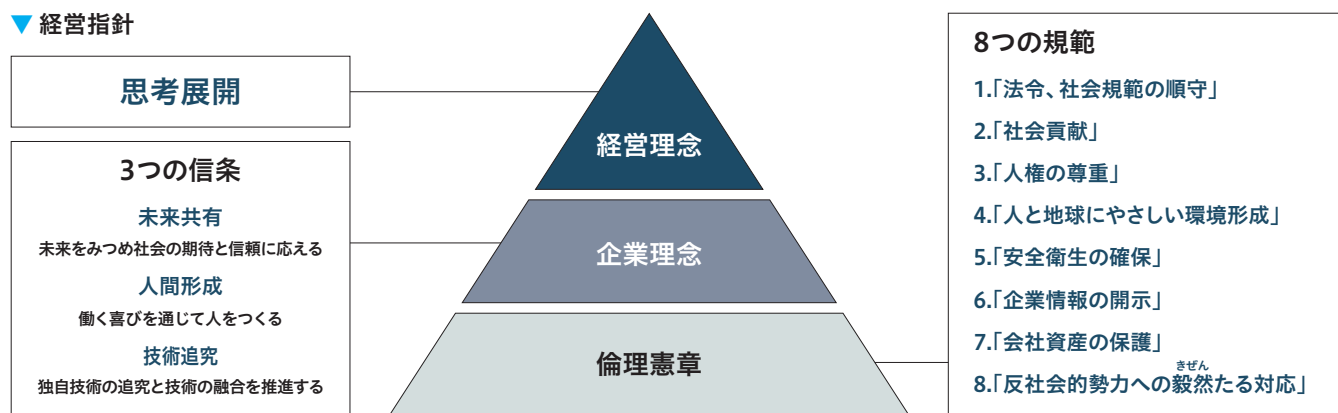 ▼ 経営指針
思考展開
3つの信条
未来共有
未来をみつめ社会の期待と信頼に応える
人間形成
働く喜びを通じて人をつくる
技術追究
独自技術の追究と技術の融合を推進する
経営理念
企業理念
倫理憲章
8つの規範
1.「法令、社会規範の順守」
2.「社会貢献」
3.「人権の尊重」
4.「人と地球にやさしい環境形成」
5.「安全衛生の確保」
6.「企業情報の開示」
7.「会社資産の保護」
きぜん
8.「反社会的勢力への毅然たる対応」